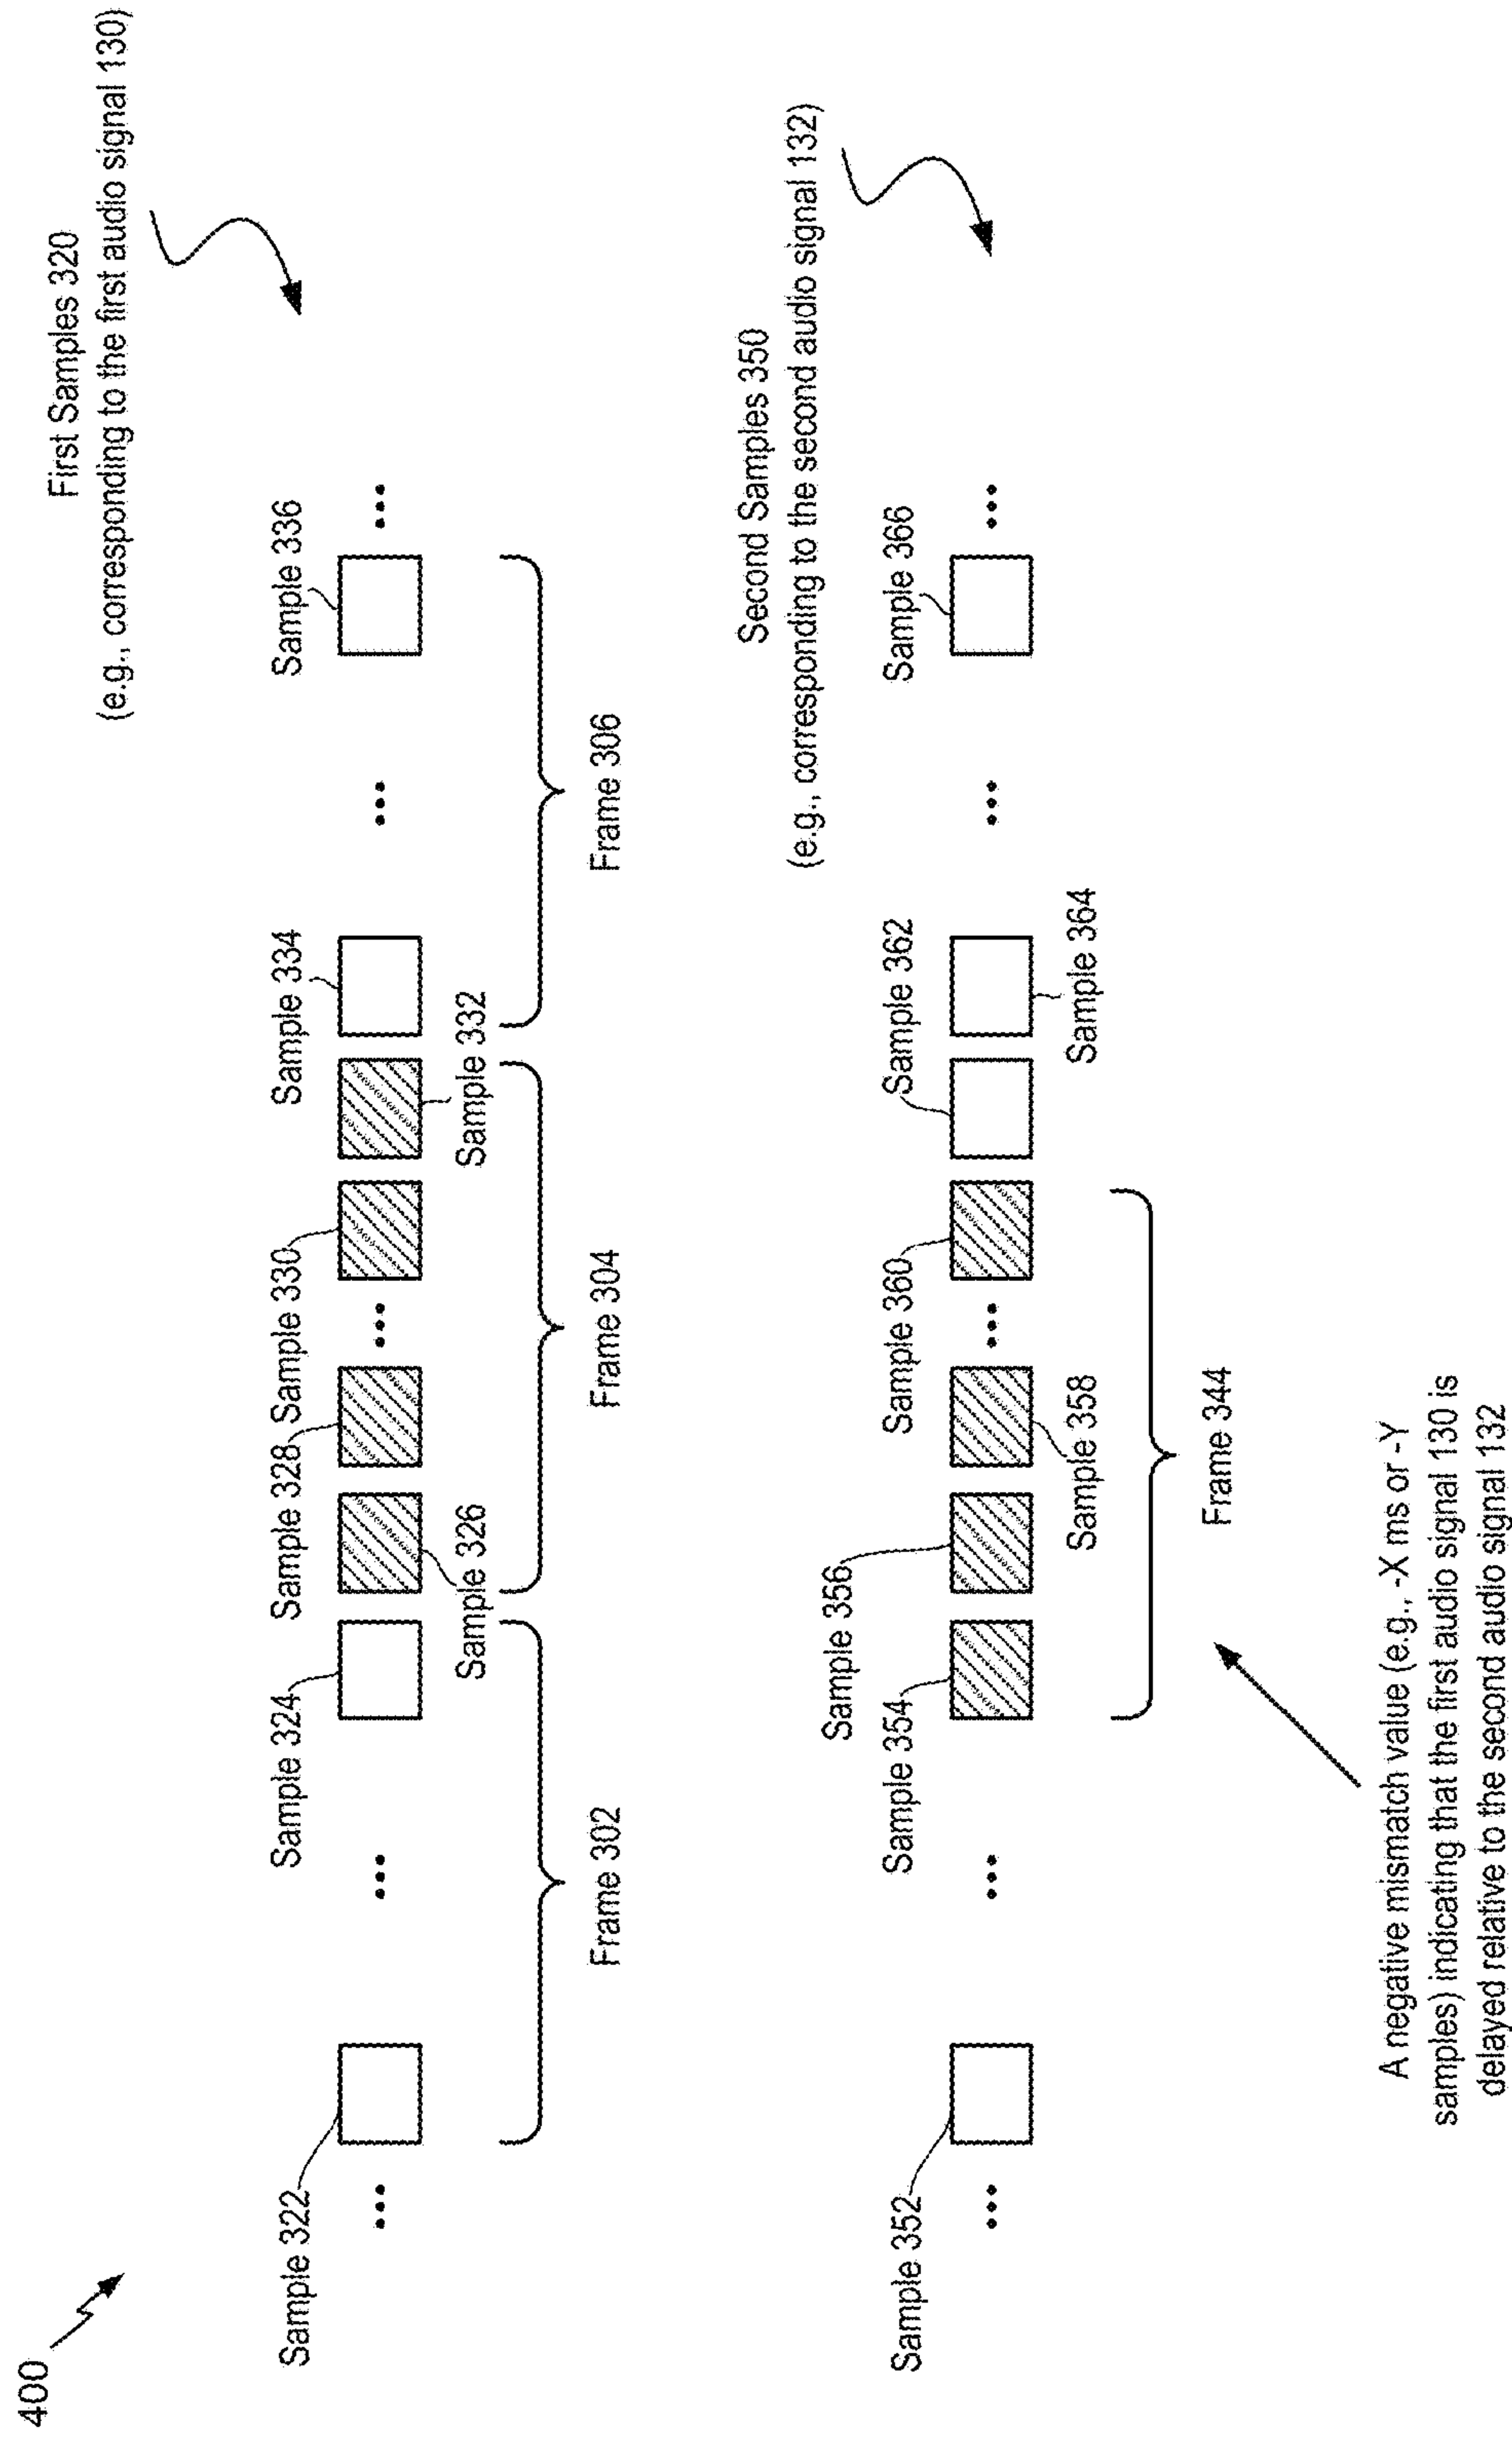 400
First Samples 320
(e.g., corresponding to the first audio signal 130)
Sample 322
Sample 324
Sample 328
Sample 330
Sample 334
Sample 336
Sample 326
Sample 332
Frame 302
Frame 304
Frame 306
Second Samples 350
(e.g., corresponding to the second audio signal 132)
Sample 356
Sample 352
Sample 354
Sample 360
Sample 362
Sample 366
Sample 358
Sample 364
Frame 344
A negative mismatch value (e.g., -X ms or -Y
samples) indicating that the first audio signal 130 is
delayed relative to the second audio signal 132